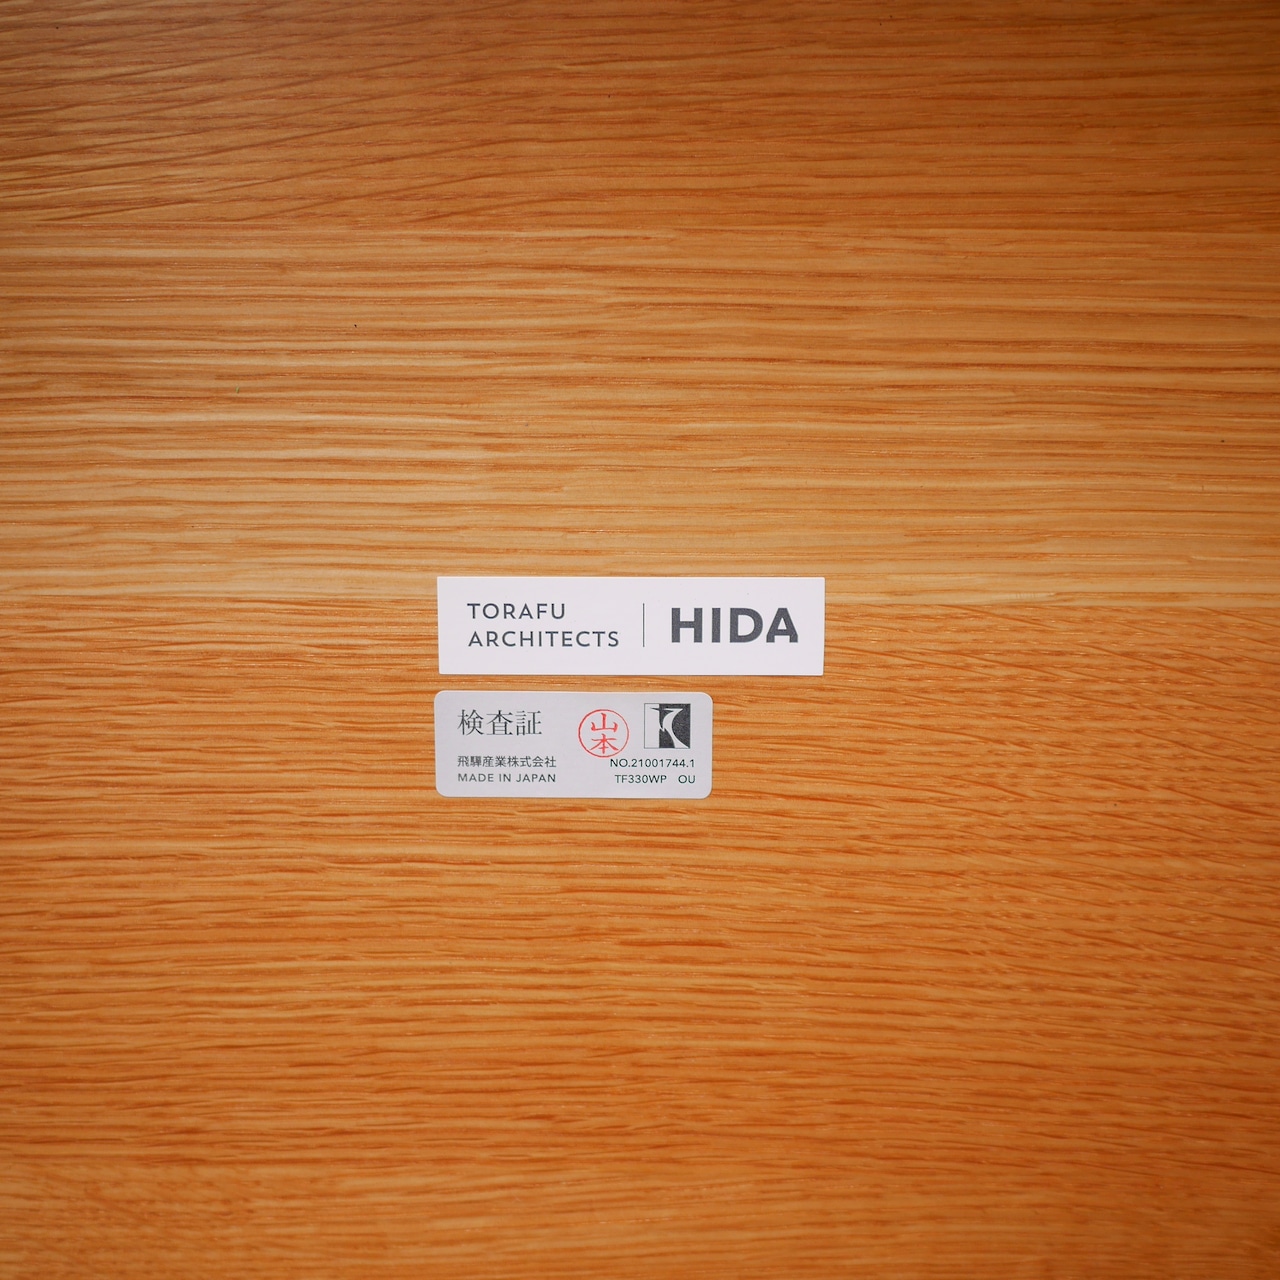 TORAFU
ARCHITECTS
HIDA
検査証
山本
飛驒産業株式会社
NO.21001744.1
MADE IN JAPAN
TF330WP OU